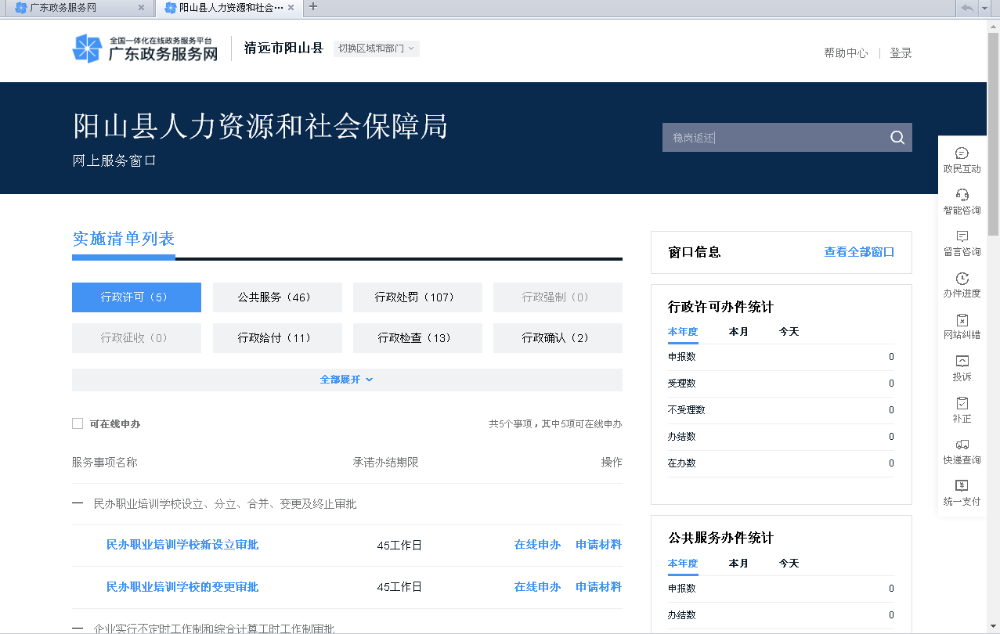 广东政务服务网
阳山县人力资源和社会···
全国一体化在线政务服务平台
广东政务服务网
清远市阳山县
切换区域和部门
帮助中心
登录
阳山县人力资源和社会保障局
网上服务窗口
稳岗返还
政民互动
智能咨询
留言咨询
办件进度
网站纠错
投诉
补正
快递查询
统一支付
实施清单列表
行政许可（5）
公共服务（46）
行政处罚（107）
行政强制（0）
行政征收（0）
行政给付（11）
行政检查（13）
行政确认（2）
全部展开
可在线申办
共5个事项，其中5项可在线申办
服务事项名称 承诺办结期限 操作
民办职业培训学校设立、分立、合并、变更及终止审批
民办职业培训学校新设立审批 45工作日 在线申办 申请材料
民办职业培训学校的变更审批 45工作日 在线申办 申请材料
企业实行不定时工作制和综合计算工时工作制审批
窗口信息 查看全部窗口
行政许可办件统计
本年度 本月 今天
申报数 0
受理数 0
不受理数 0
办结数 0
在办数 0
公共服务办件统计
本年度 本月 今天
申报数 0
办结数 0